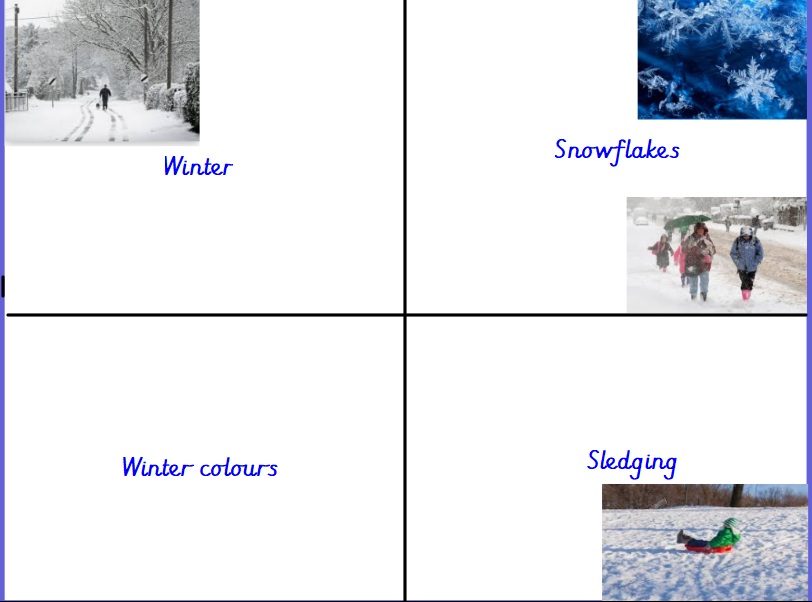 Winter
Snowflakes
Winter colours
Sledging